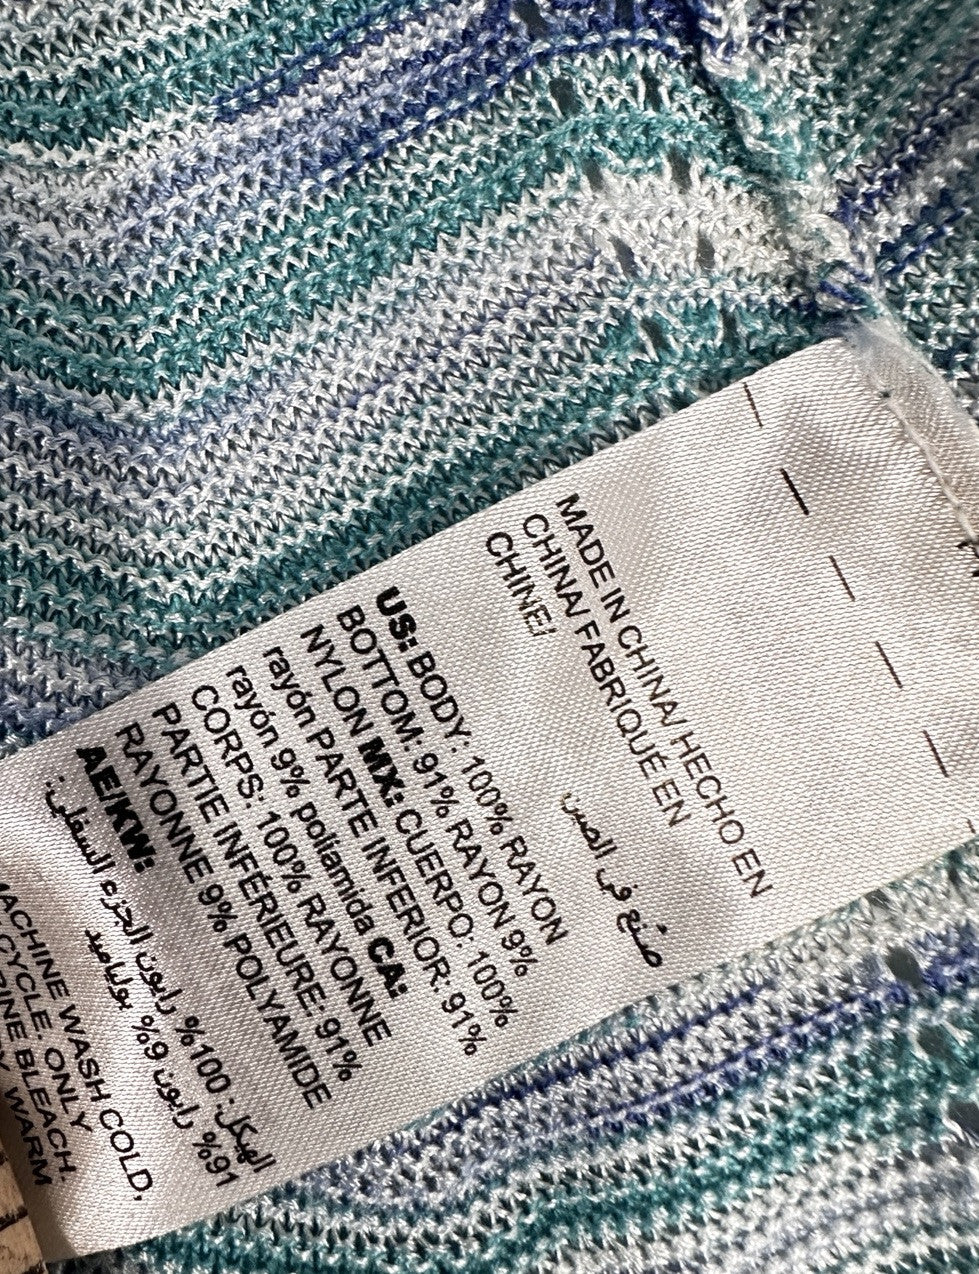 MADE IN CHINA/ HECHO EN
CHINA/ FABRIQUÉ EN
CHINE/
صنع في الصين
US: BODY: 100% RAYON
BOTTOM: 91% RAYON 9%
NYLON MX: CUERPO: 100%
rayón PARTE INFERIOR: 91%
rayón 9% poliamida CA:
CORPS: 100% RAYONNE
PARTIE INFÉRIEURE: 91%
RAYONNE 9% POLYAMIDE
AE/KW:
الهيكل: 100% رايون الجزء السفلي:
91% رايون 9% بولياميد
MACHINE WASH COLD,
CYCLE. ONLY
BLEACH.
WARM